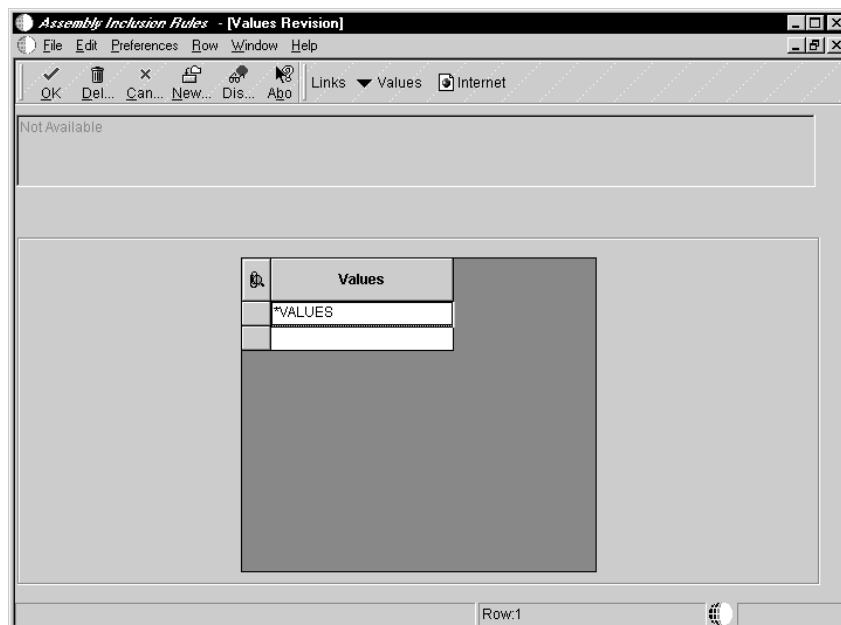 Assembly Inclusion Rules - [Values Revision]
File Edit Preferences Row Window Help
OK Del... Can... New... Dis... Abo Links Values Internet
Not Available
Values
*VALUES
Row:1